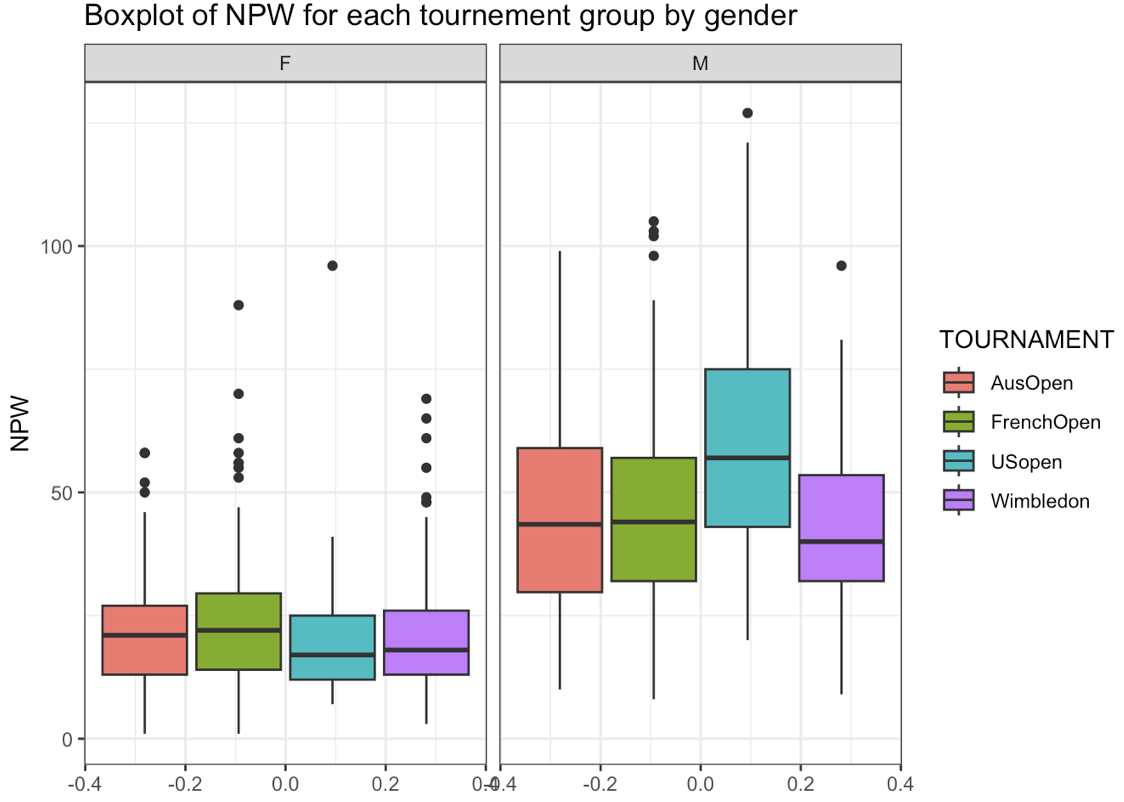 Boxplot of NPW for each tournement group by gender
F
M
NPW
100
50
0
-0.4
-0.2
0.0
0.2
0.4
-0.4
-0.2
0.0
0.2
0.4
TOURNAMENT
AusOpen
FrenchOpen
USopen
Wimbledon